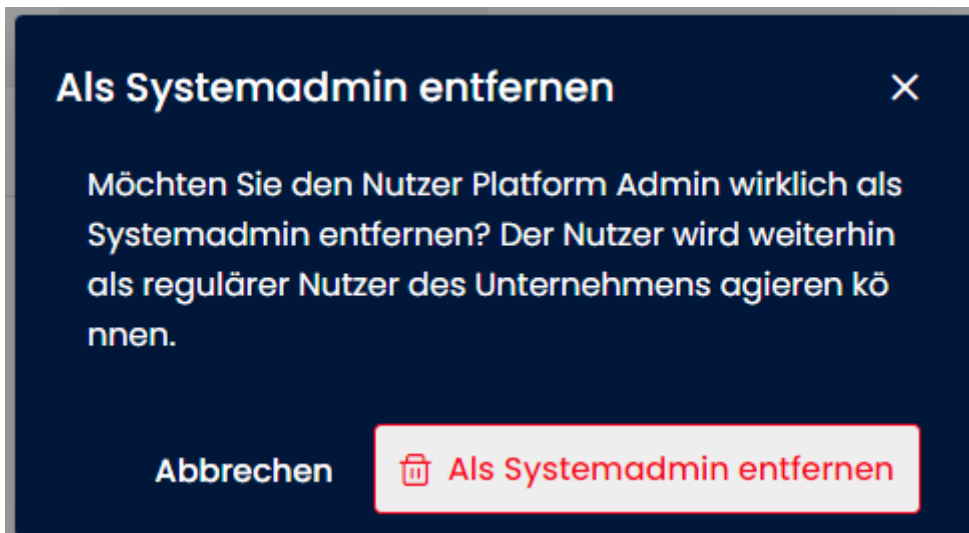 Als Systemadmin entfernen
Möchten Sie den Nutzer Platform Admin wirklich als
Systemadmin entfernen? Der Nutzer wird weiterhin
als regulärer Nutzer des Unternehmens agieren kö
nnen.
Abbrechen
Als Systemadmin entfernen